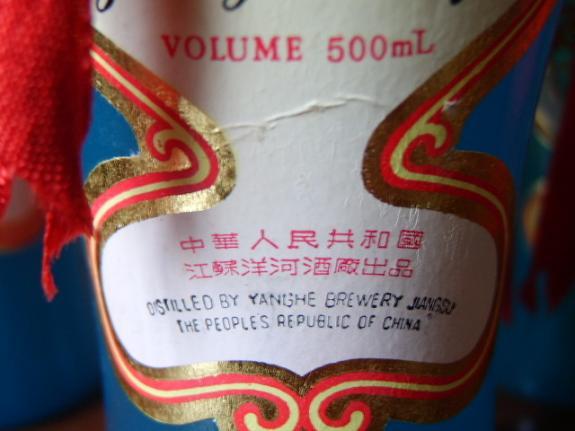 VOLUME 500mL
中華人民共和國
江蘇洋河酒廠出品
DISTILLED BY YANGHE BREWERY JIANGSU
THE PEOPLE'S REPUBLIC OF CHINA